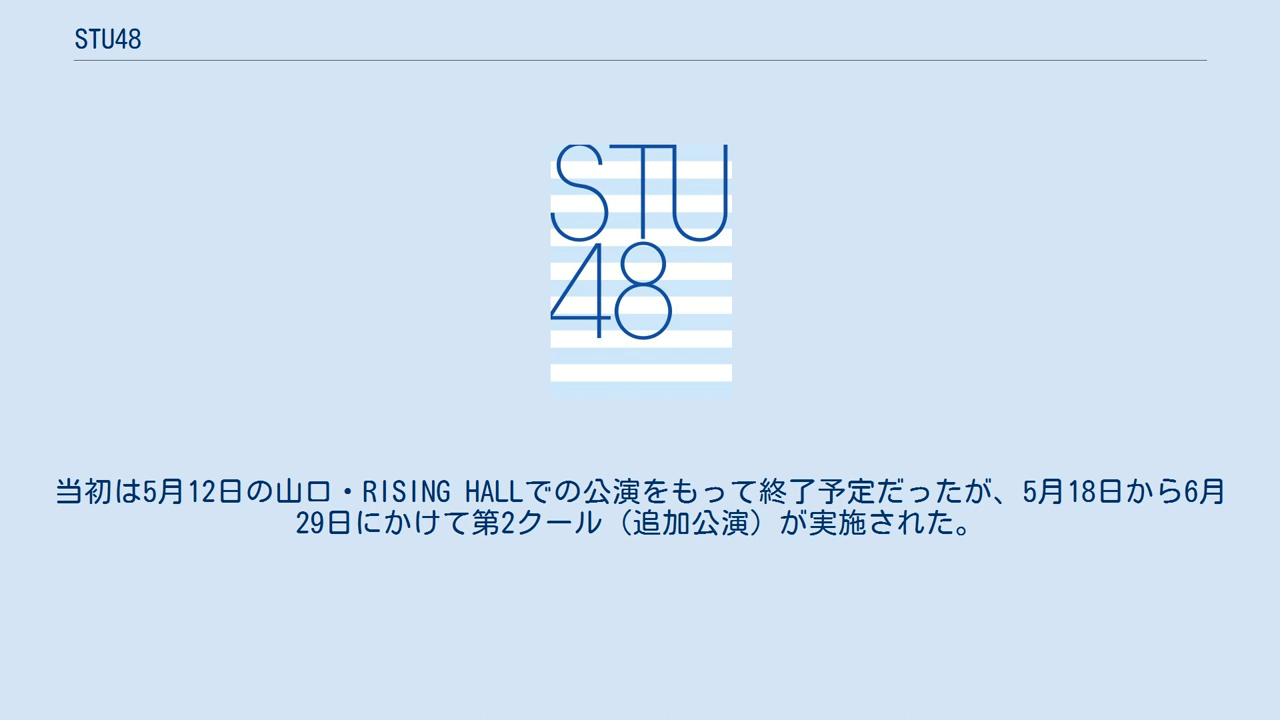 STU48
STU
48
当初は5月12日の山口・RISING HALLでの公演をもって終了予定だったが、5月18日から6月
29日にかけて第2クール（追加公演）が実施された。